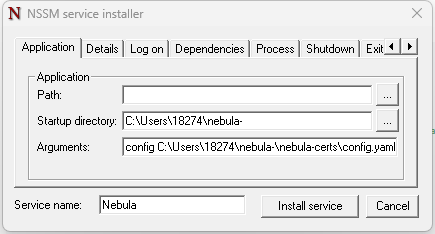 NSSM service installer
Application Details Log on Dependencies Process Shutdown Exit
Application
Path:
...
Startup directory: C:\Users\18274\nebula-
...
Arguments: config C:\Users\18274\nebula-\nebula-certs\config.yaml
Service name: Nebula
Install service
Cancel